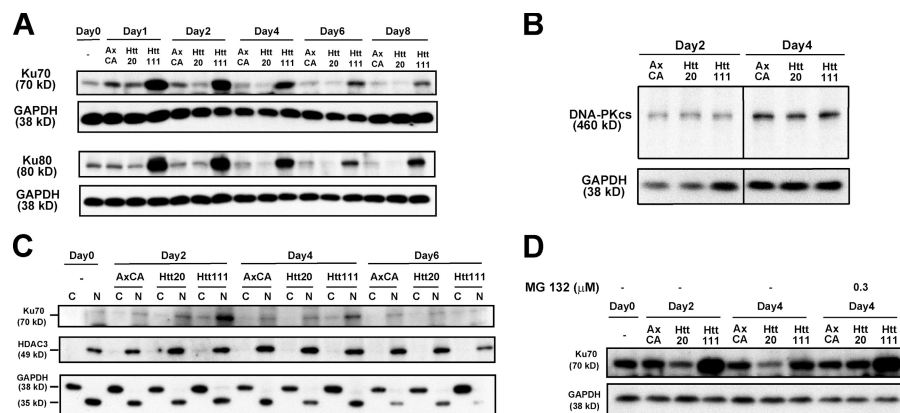 A
Day0 Day1 Day2 Day4 Day6 Day8
- Ax CA Htt 20 Htt 111 Ax CA Htt 20 Htt 111 Ax CA Htt 20 Htt 111 Ax CA Htt 20 Htt 111 Ax CA Htt 20 Htt 111
Ku70
(70 kD)
GAPDH
(38 kD)
Ku80
(80 kD)
GAPDH
(38 kD)
B
Day2 Day4
Ax CA Htt 20 Htt 111 Ax CA Htt 20 Htt 111
DNA-PKcs
(460 kD)
GAPDH
(38 kD)
C
Day0 Day2 Day4 Day6
- AxCA Htt20 Htt111 AxCA Htt20 Htt111 AxCA Htt20 Htt111
C N C N C N C N C N C N C N C N C N C N
Ku70
(70 kD)
HDAC3
(49 kD)
GAPDH
(38 kD)
(35 kD)
D
MG 132 (μM) - - 0.3
Day0 Day2 Day4 Day4
- Ax CA Htt 20 Htt 111 Ax CA Htt 20 Htt 111 Ax CA Htt 20 Htt 111
Ku70
(70 kD)
GAPDH
(38 kD)